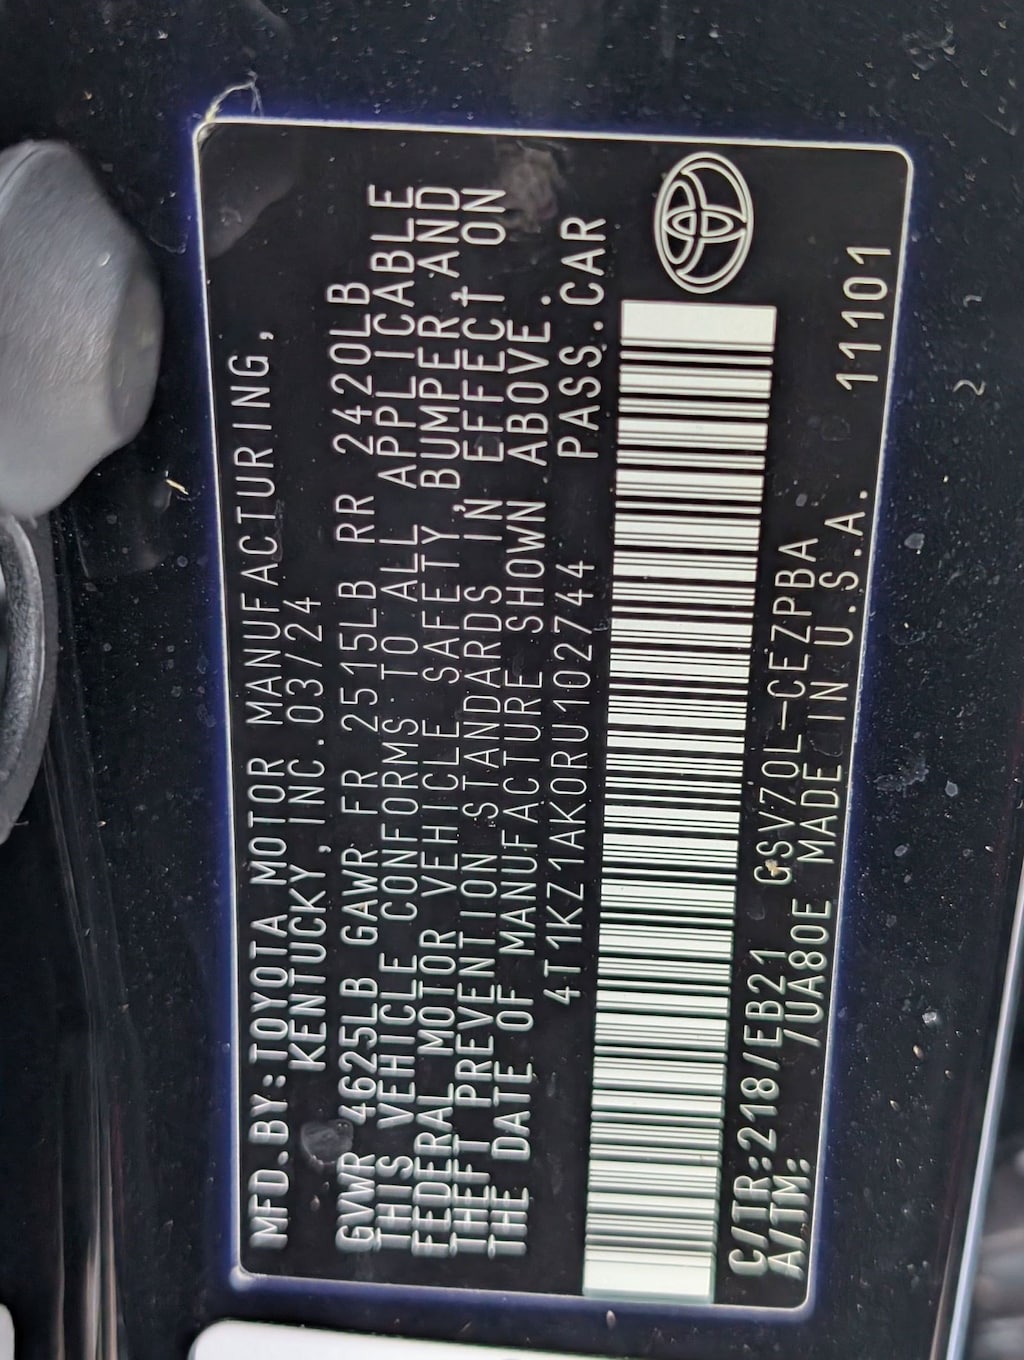 MFD.BY:TOYOTA MOTOR MANUFACTURING,
KENTUCKY,INC.03/24
GVWR 4625LB GAWR FR 2515LB RR 2420LB
THIS VEHICLE CONFORMS TO ALL APPLICABLE
FEDERAL MOTOR VEHICLE SAFETY,BUMPER,AND
THEFT PREVENTION STANDARDS IN EFFECT ON
THE DATE OF MANUFACTURE SHOWN ABOVE.
4T1KZ1AK0RU102744 PASS.CAR
C/TR:218/EB21 GSV70L-CEZPBA
A/TM: /UA80E MADE IN U.S.A. 11101